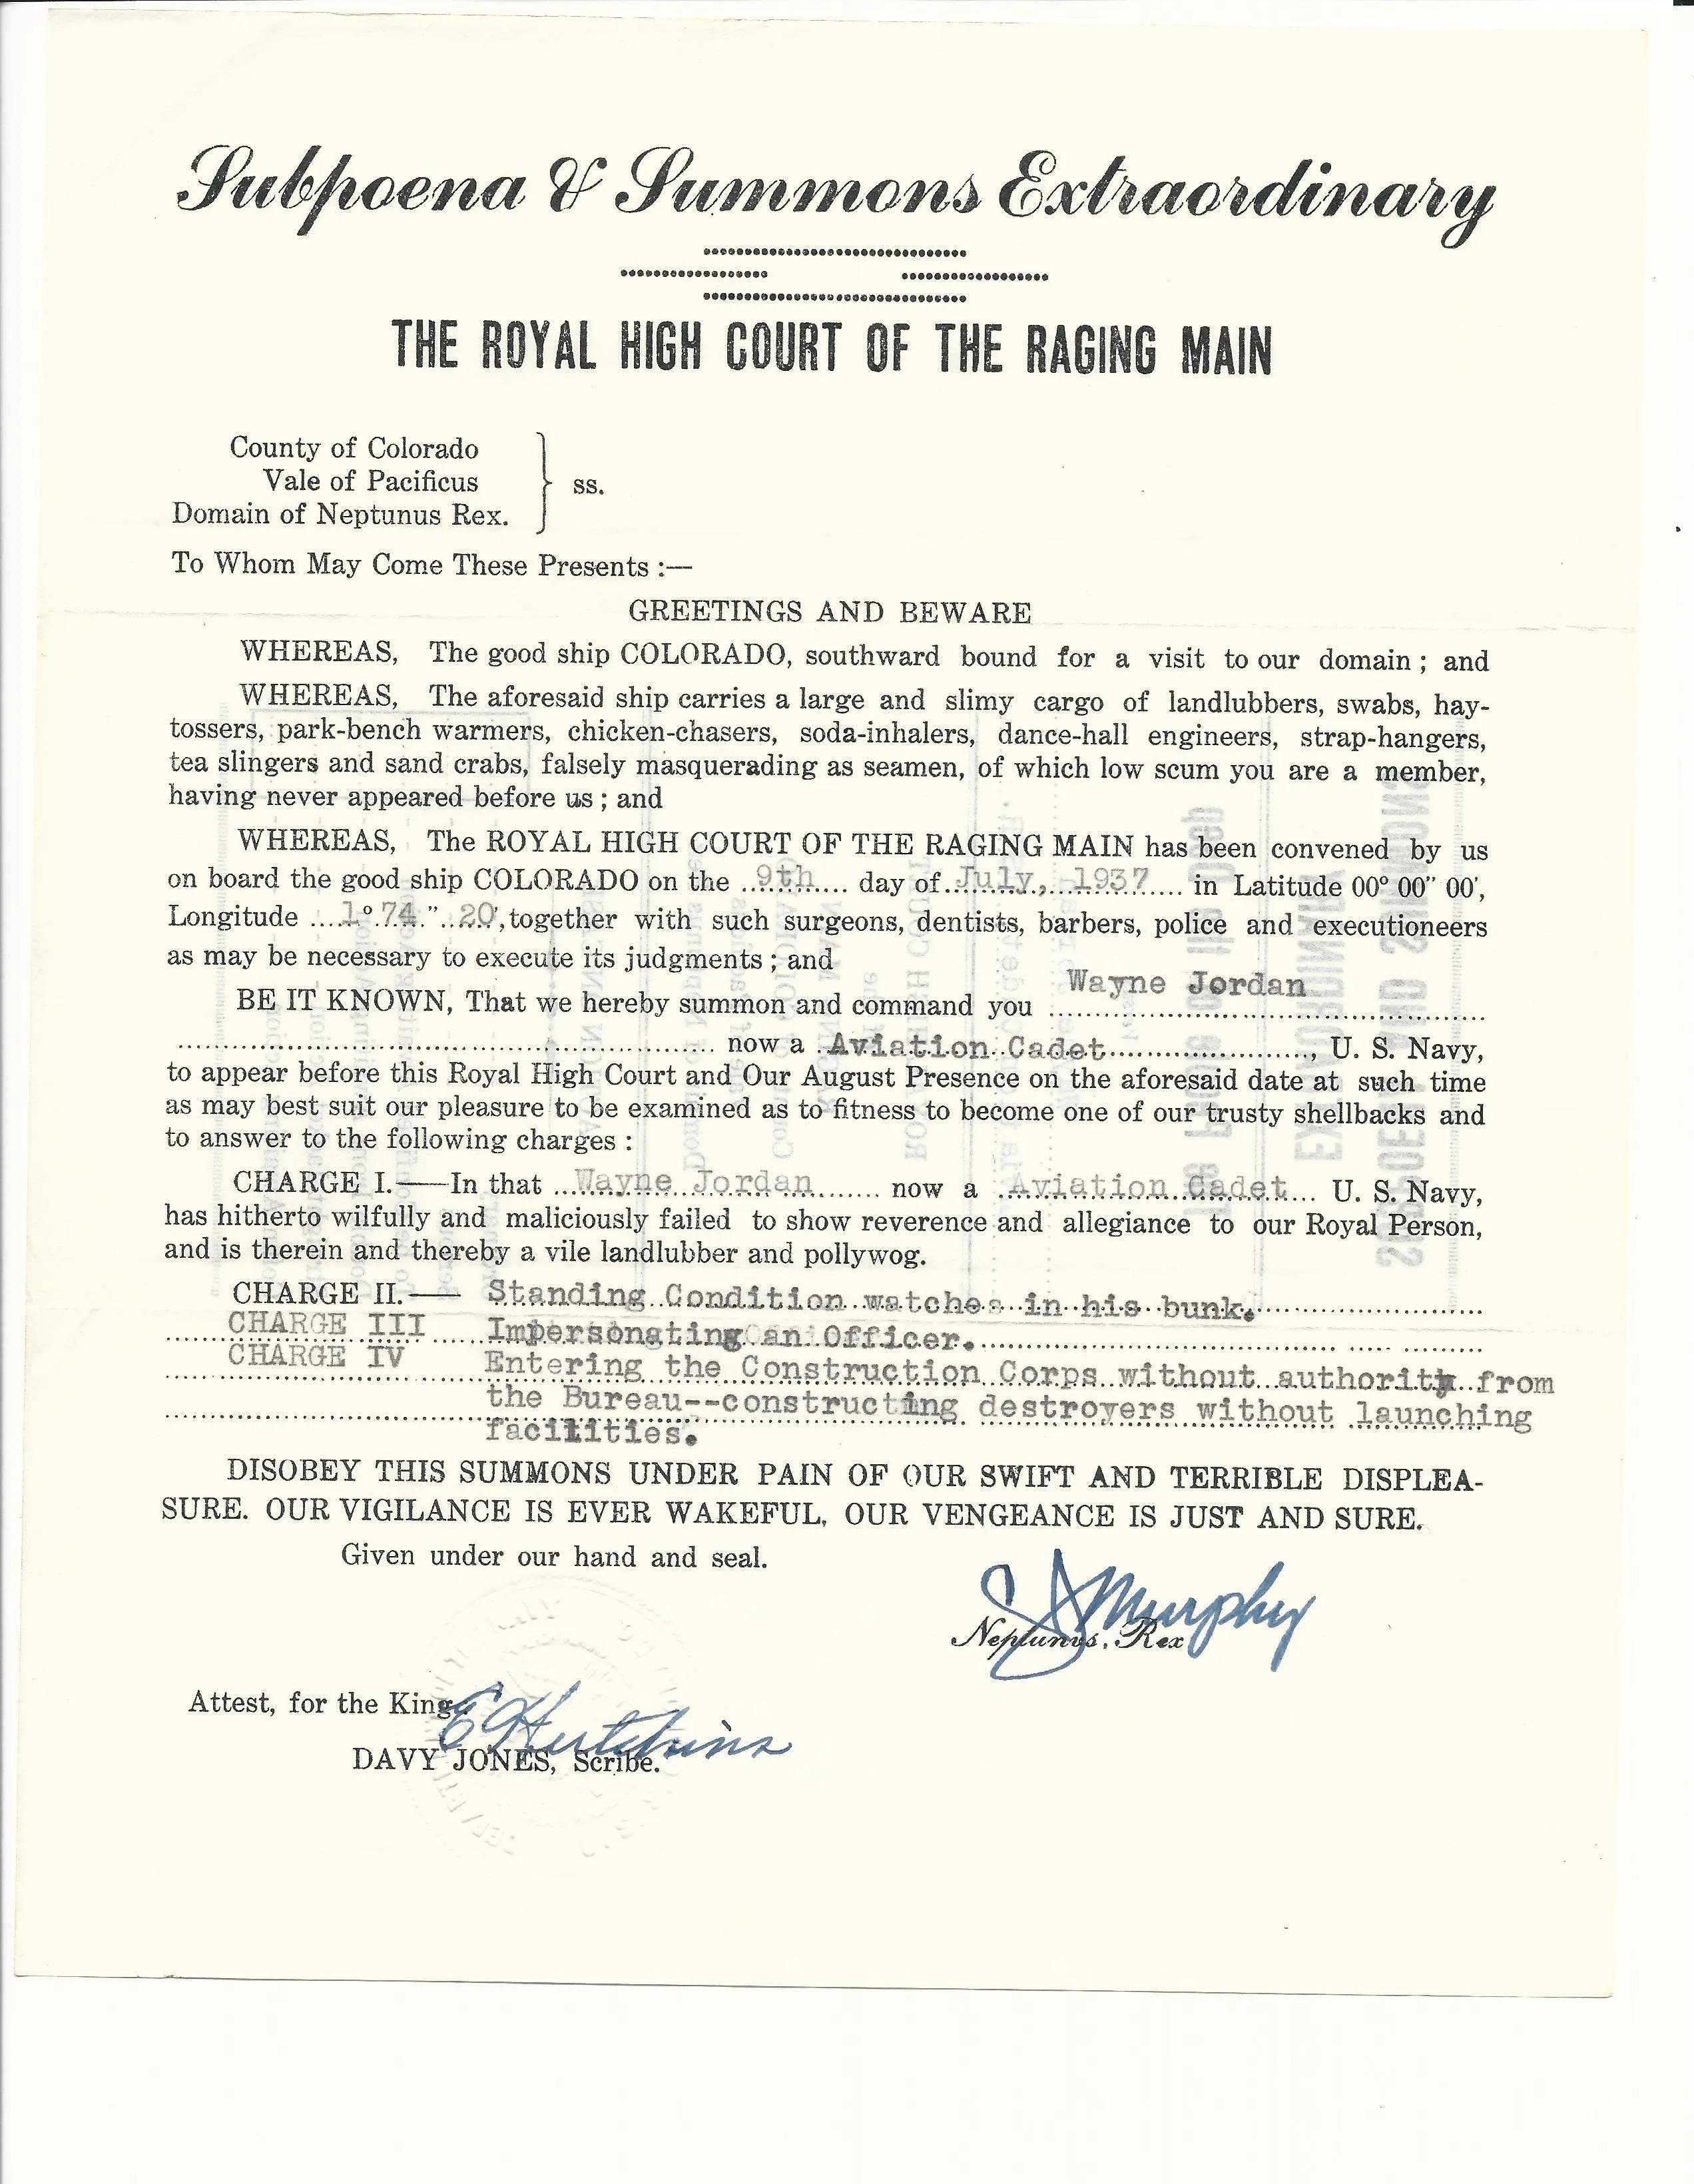 Subpoena & Summons Extraordinary
THE ROYAL HIGH COURT OF THE RAGING MAIN
County of Colorado
Vale of Pacificus
Domain of Neptunus Rex.
} ss.
To Whom May Come These Presents :—
GREETINGS AND BEWARE
WHEREAS, The good ship COLORADO, southward bound for a visit to our domain ; and
WHEREAS, The aforesaid ship carries a large and slimy cargo of landlubbers, swabs, hay-
tossers, park-bench warmers, chicken-chasers, soda-inhalers, dance-hall engineers, strap-hangers,
tea slingers and sand crabs, falsely masquerading as seamen, of which low scum you are a member,
having never appeared before us ; and
WHEREAS, The ROYAL HIGH COURT OF THE RAGING MAIN has been convened by us
on board the good ship COLORADO on the 9th day of July, 1937 in Latitude 00° 00" 00',
Longitude 1° 74 " 20', together with such surgeons, dentists, barbers, police and executioneers
as may be necessary to execute its judgments ; and
BE IT KNOWN, That we hereby summon and command you Wayne Jordan
now a Aviation Cadet, U. S. Navy,
to appear before this Royal High Court and Our August Presence on the aforesaid date at such time
as may best suit our pleasure to be examined as to fitness to become one of our trusty shellbacks and
to answer to the following charges :
CHARGE I.——In that Wayne Jordan now a Aviation Cadet U. S. Navy,
has hitherto wilfully and maliciously failed to show reverence and allegiance to our Royal Person,
and is therein and thereby a vile landlubber and pollywog.
CHARGE II.—— Standing Condition watches in his bunk.
CHARGE III Impersonating an Officer.
CHARGE IV Entering the Construction Corps without authority from
the Bureau--constructing destroyers without launching
facilities.
DISOBEY THIS SUMMONS UNDER PAIN OF OUR SWIFT AND TERRIBLE DISPLEA-
SURE. OUR VIGILANCE IS EVER WAKEFUL, OUR VENGEANCE IS JUST AND SURE.
Given under our hand and seal.
Murphy
Neptunus, Rex
Attest, for the King:
E Hutchins
DAVY JONES, Scribe.